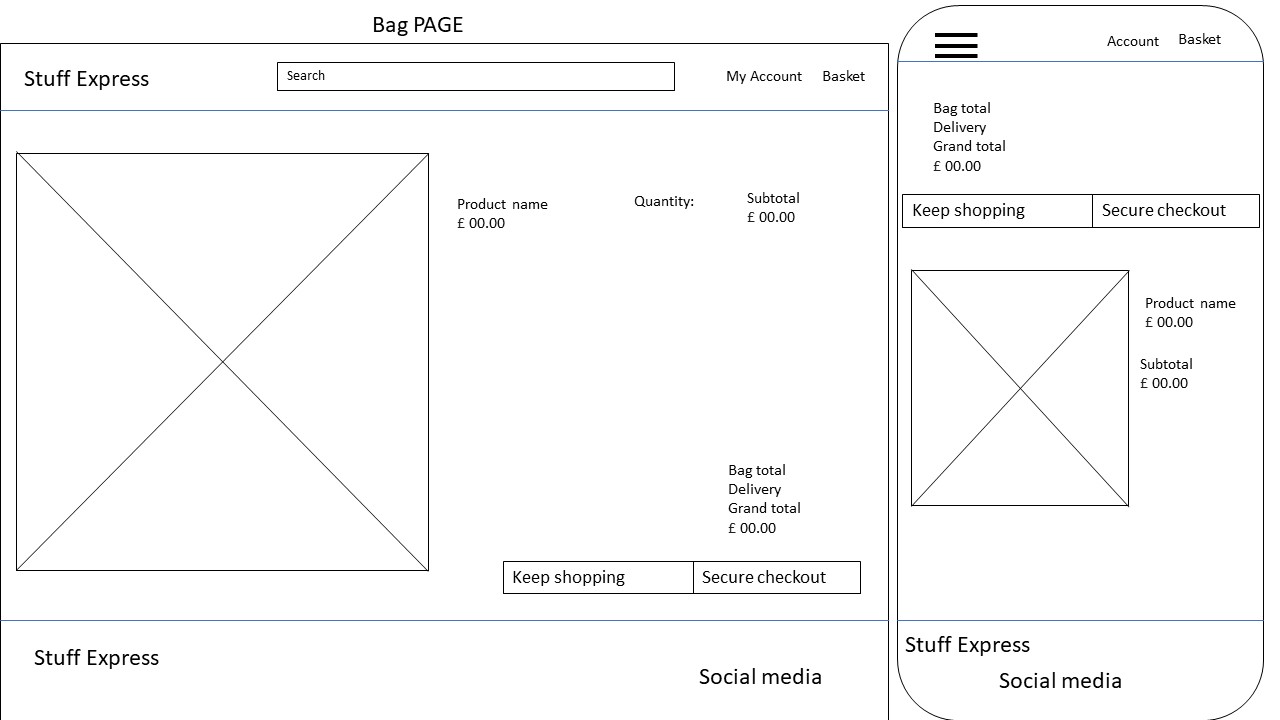 Bag PAGE
Stuff Express
Search
My Account
Basket
Product name
£ 00.00
Quantity:
Subtotal
£ 00.00
Bag total
Delivery
Grand total
£ 00.00
Keep shopping
Secure checkout
Stuff Express
Social media
Account
Basket
Bag total
Delivery
Grand total
£ 00.00
Keep shopping
Secure checkout
Product name
£ 00.00
Subtotal
£ 00.00
Stuff Express
Social media